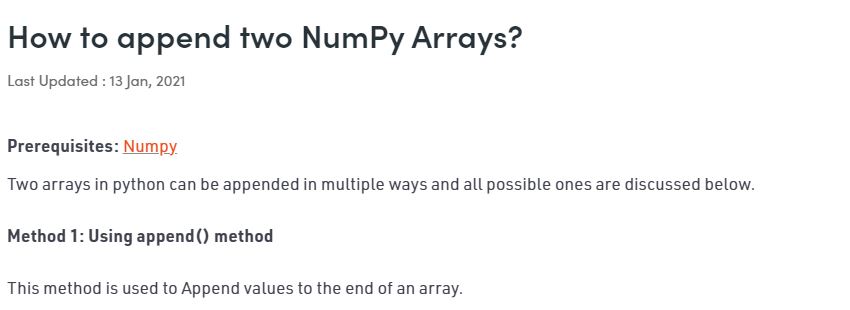 How to append two NumPy Arrays?
Last Updated : 13 Jan, 2021
Prerequisites: Numpy
Two arrays in python can be appended in multiple ways and all possible ones are discussed below.
Method 1: Using append() method
This method is used to Append values to the end of an array.